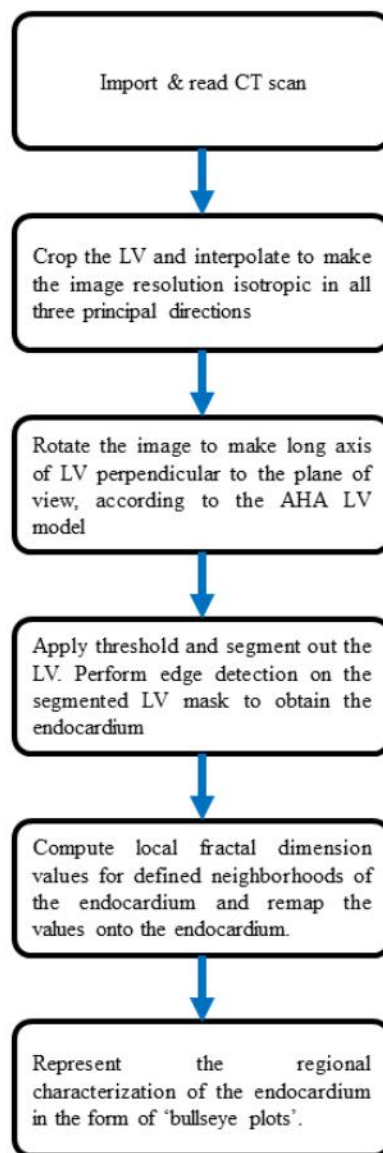 Import & read CT scan
Crop the LV and interpolate to make
the image resolution isotropic in all
three principal directions
Rotate the image to make long axis
of LV perpendicular to the plane of
view, according to the AHA LV
model
Apply threshold and segment out the
LV. Perform edge detection on the
segmented LV mask to obtain the
endocardium
Compute local fractal dimension
values for defined neighborhoods of
the endocardium and remap the
values onto the endocardium.
Represent the regional
characterization of the endocardium
in the form of ‘bullseye plots’.